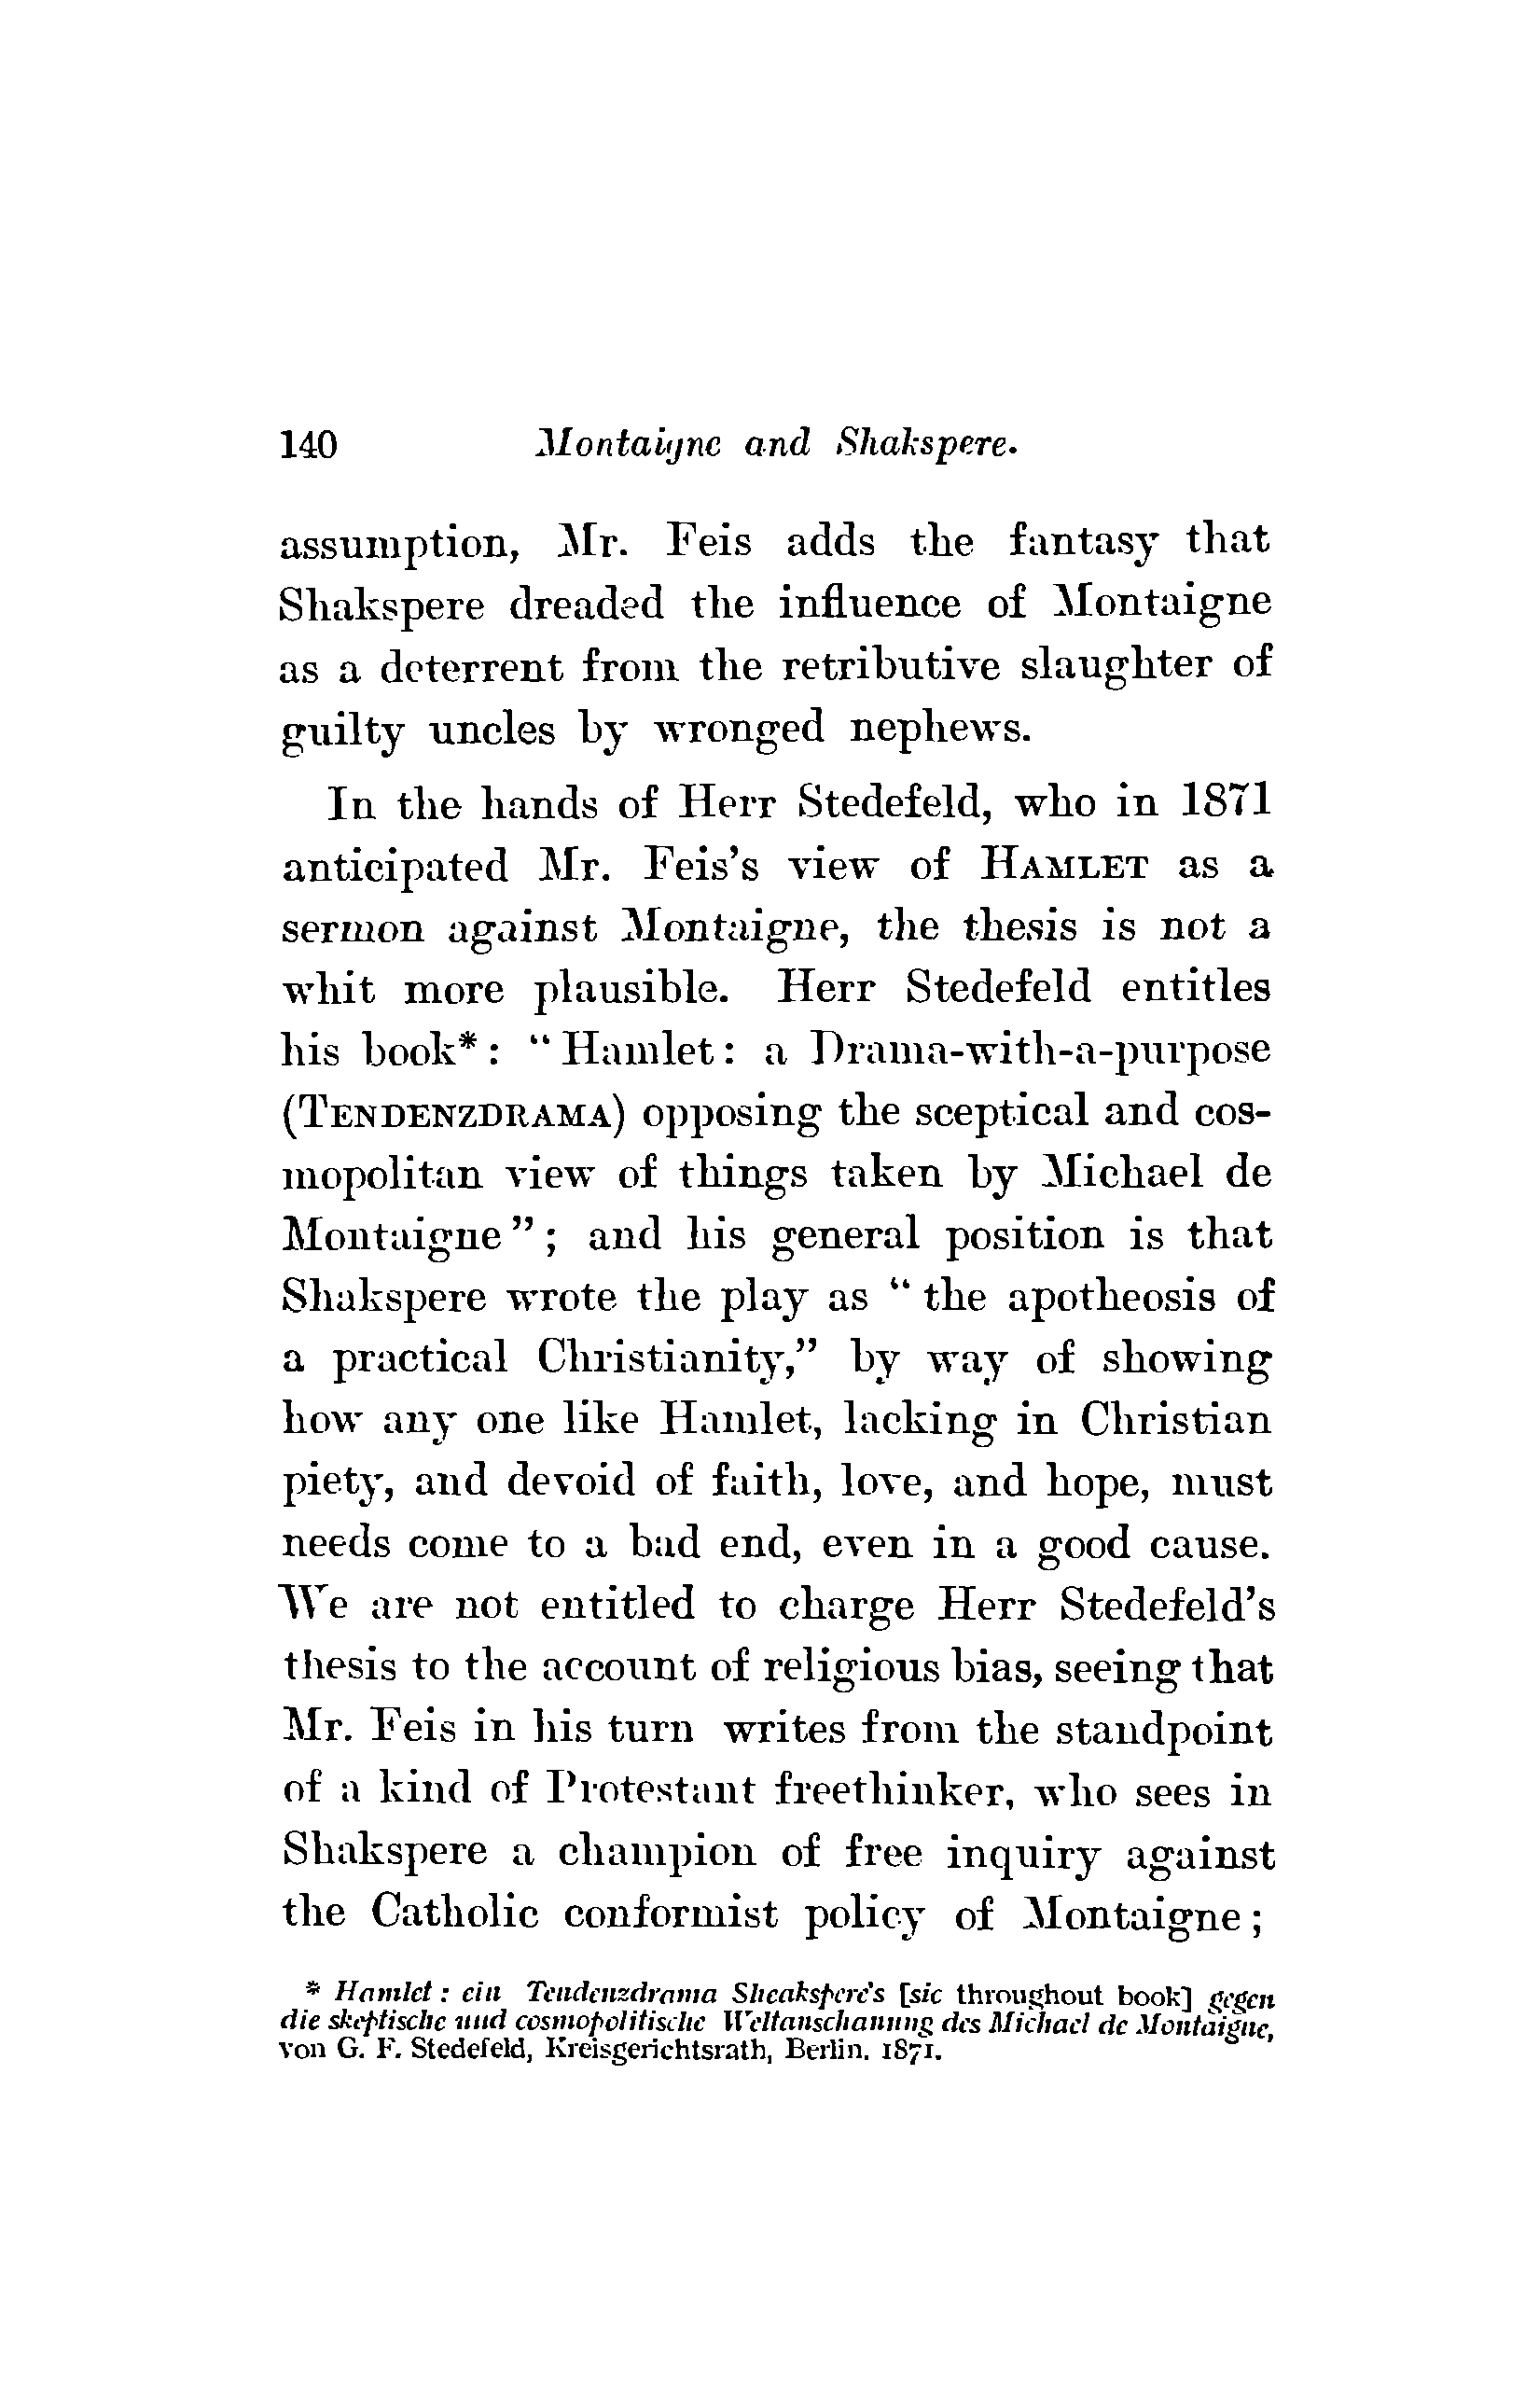 140 Montaigne and Shakspere.
assumption, Mr. Feis adds the fantasy that
Shakspere dreaded the influence of Montaigne
as a deterrent from the retributive slaughter of
guilty uncles by wronged nephews.
In the hands of Herr Stedefeld, who in 1871
anticipated Mr. Feis's view of HAMLET as a
sermon against Montaigne, the thesis is not a
whit more plausible. Herr Stedefeld entitles
his book*: “Hamlet: a Drama-with-a-purpose
(TENDENZDRAMA) opposing the sceptical and cos-
mopolitan view of things taken by Michael de
Montaigne”; and his general position is that
Shakspere wrote the play as “the apotheosis of
a practical Christianity,” by way of showing
how any one like Hamlet, lacking in Christian
piety, and devoid of faith, love, and hope, must
needs come to a bad end, even in a good cause.
We are not entitled to charge Herr Stedefeld's
thesis to the account of religious bias, seeing that
Mr. Feis in his turn writes from the standpoint
of a kind of Protestant freethinker, who sees in
Shakspere a champion of free inquiry against
the Catholic conformist policy of Montaigne;
* Hamlet: ein Tendenzdrama Sheakspere's [sic throughout book] gegen
die skeptische und cosmopolitische Weltanschauung des Michael de Montaigne,
von G. F. Stedefeld, Kreisgerichtsrath, Berlin. 1871.